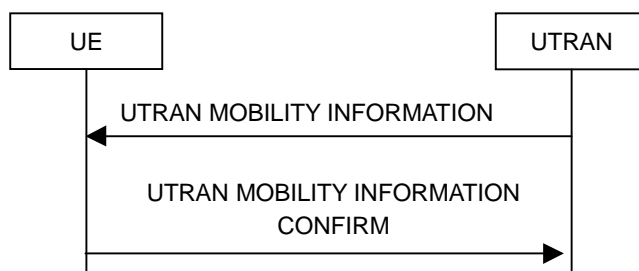 UE
UTRAN
UTRAN MOBILITY INFORMATION
UTRAN MOBILITY INFORMATION
CONFIRM